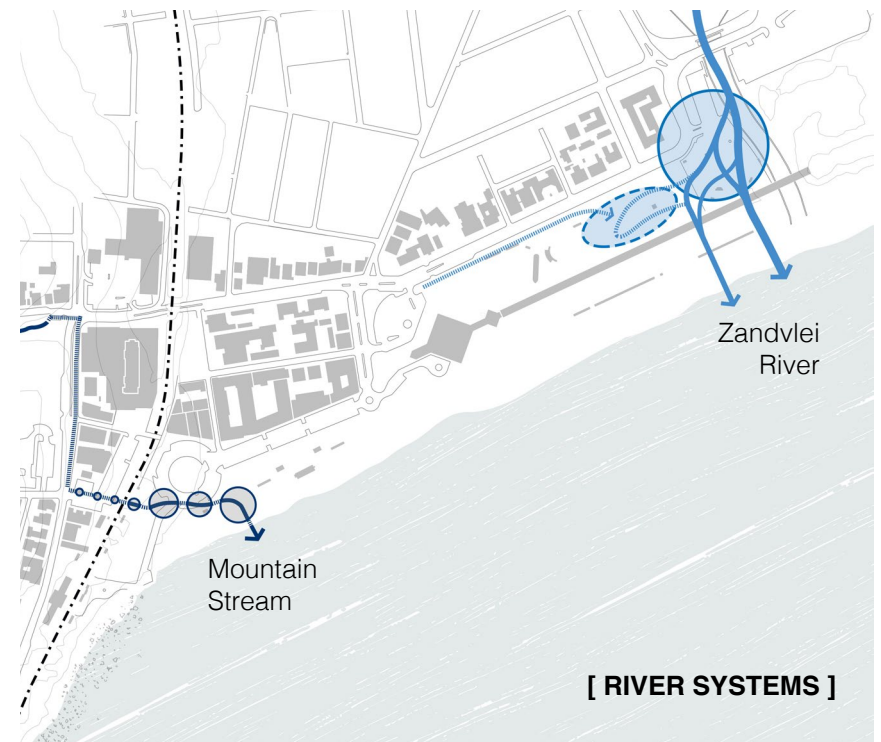 Zandvlei
River
Mountain
Stream
[ RIVER SYSTEMS ]